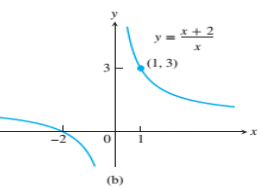 y
y = x + 2 / x
3
(1, 3)
−2
0
1
x
(b)